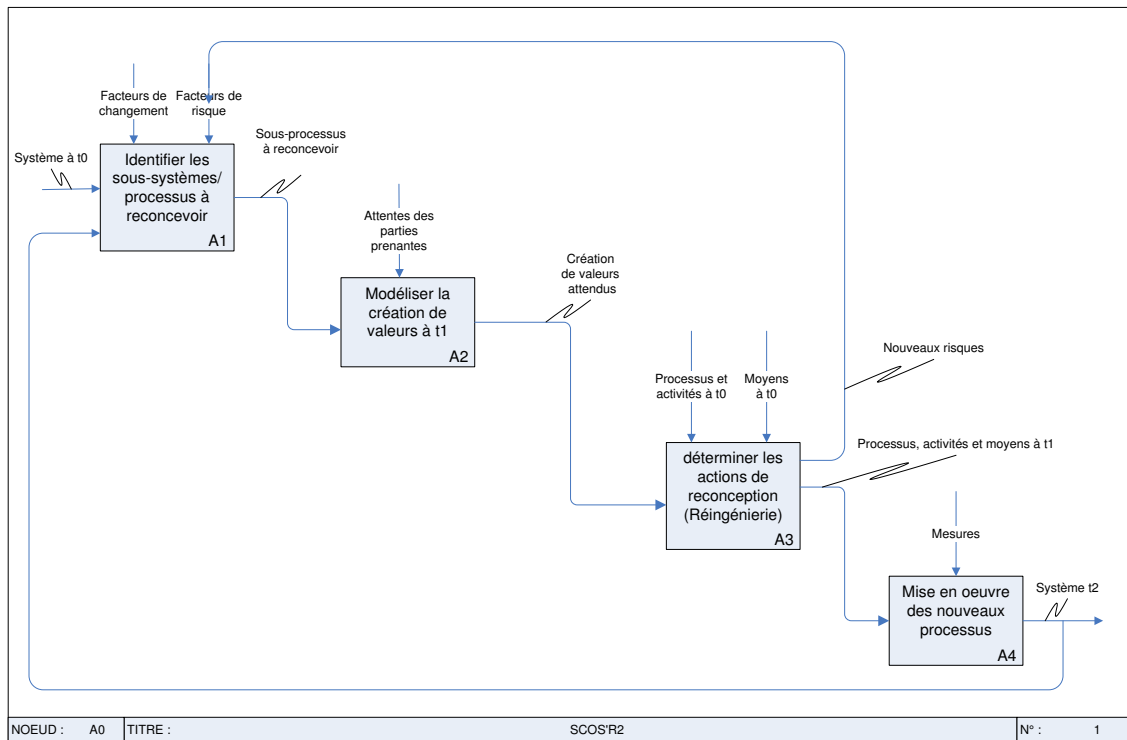 Facteurs de
changement
Facteurs de
risque
Système à t0
Identifier les
sous-systèmes/
processus à
reconcevoir
A1
Sous-processus
à reconcevoir
Attentes des
parties
prenantes
Modéliser la
création de
valeurs à t1
A2
Création
de valeurs
attendus
Processus et
activités à t0
Moyens
à t0
Nouveaux risques
déterminer les
actions de
reconception
(Réingénierie)
A3
Processus, activités et moyens à t1
Mesures
Mise en oeuvre
des nouveaux
processus
A4
Système t2
NOEUD : A0 TITRE : SCOS'R2 N° : 1